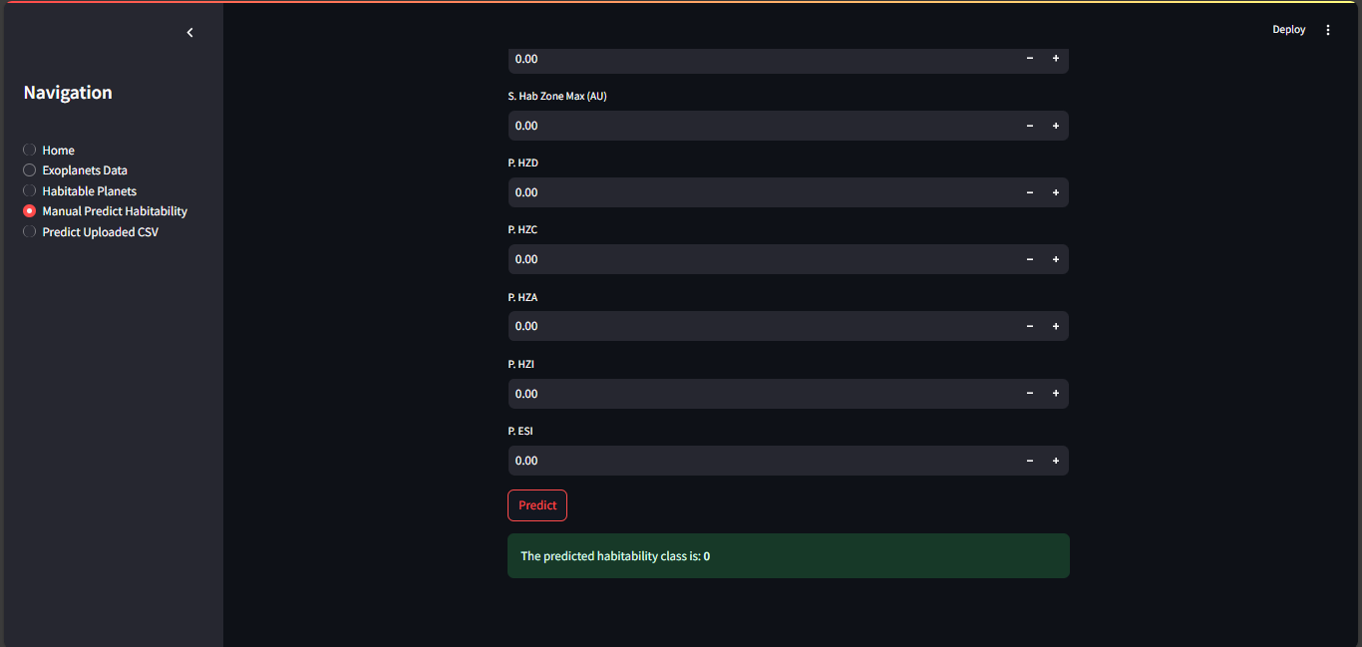 Deploy
Navigation
Home
Exoplanets Data
Habitable Planets
Manual Predict Habitability
Predict Uploaded CSV
0.00
S. Hab Zone Max (AU)
0.00
P. HZD
0.00
P. HZC
0.00
P. HZA
0.00
P. HZI
0.00
P. ESI
0.00
Predict
The predicted habitability class is: 0